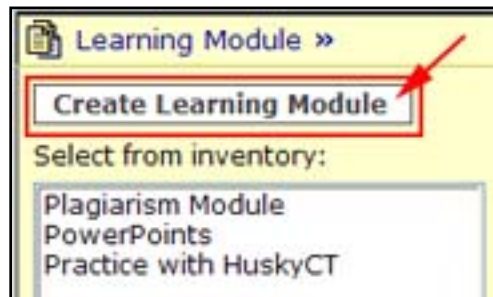 Learning Module »
Create Learning Module
Select from inventory:
Plagiarism Module
PowerPoints
Practice with HuskyCT